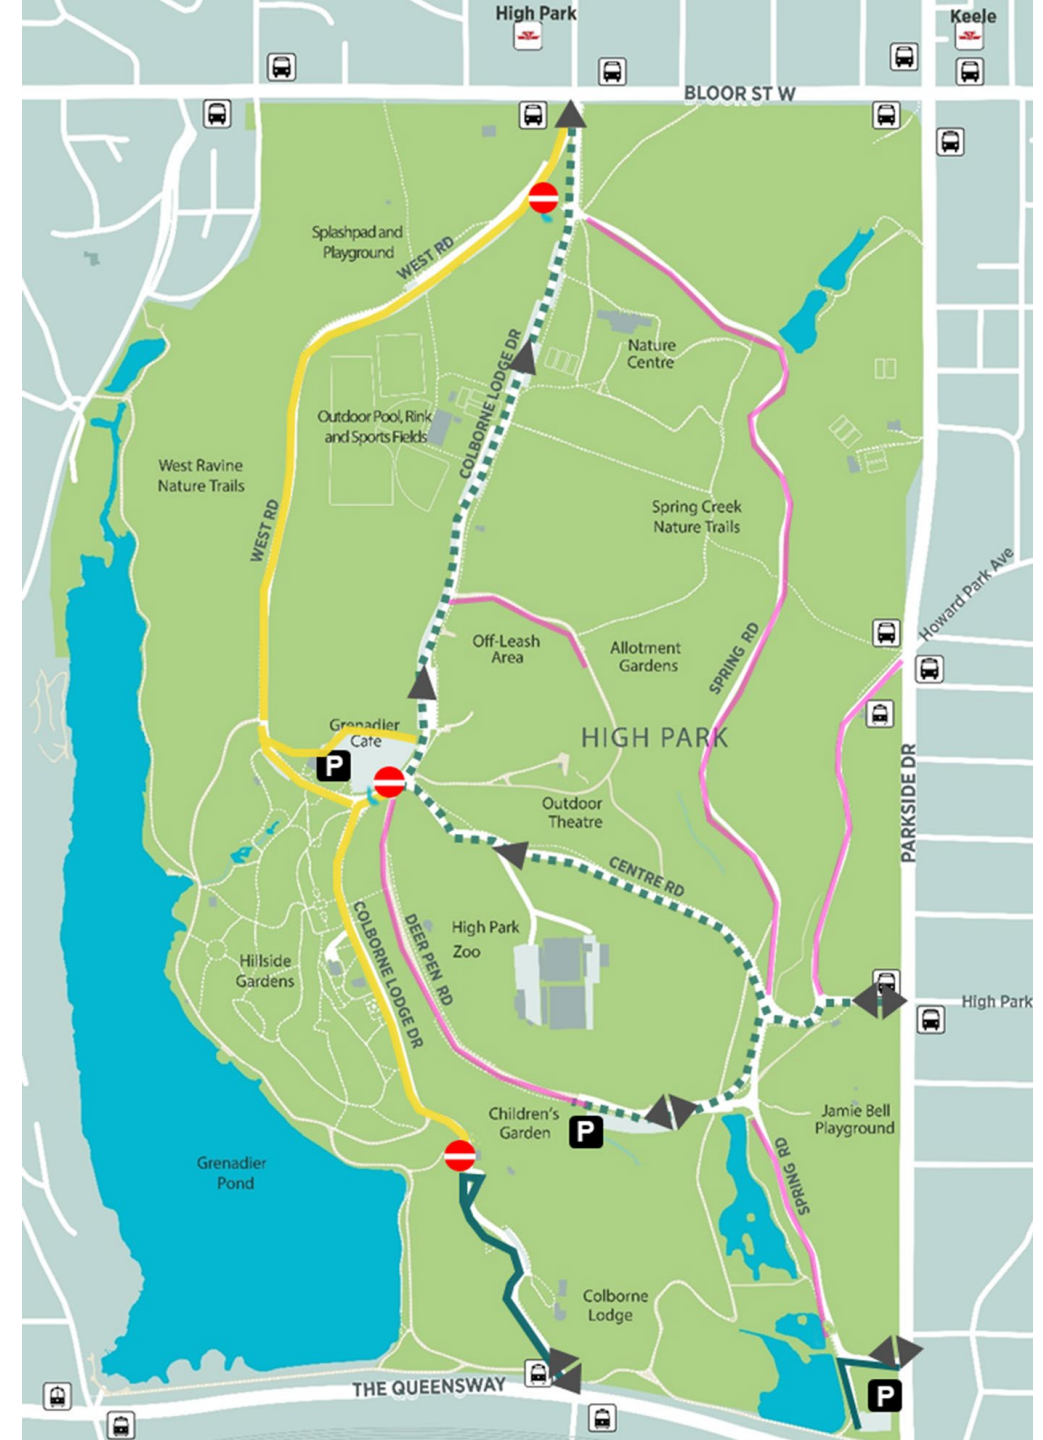 High Park
Keele
BLOOR ST W
Splashpad and
Playground
WEST RD
Nature
Centre
COLBORNE LODGE DR
Outdoor Pool, Rink
and Sports Fields
West Ravine
Nature Trails
Spring Creek
Nature Trails
WEST RD
Howard Park Ave
Off-Leash
Area
Allotment
Gardens
SPRING RD
Grenadier
Cafe
P
HIGH PARK
PARKSIDE DR
Outdoor
Theatre
CENTRE RD
COLBORNE LODGE DR
DEER PEN RD
High Park
Zoo
Hillside
Gardens
High Park
Children's
Garden
P
Jamie Bell
Playground
SPRING RD
Grenadier
Pond
Colborne
Lodge
THE QUEENSWAY
P